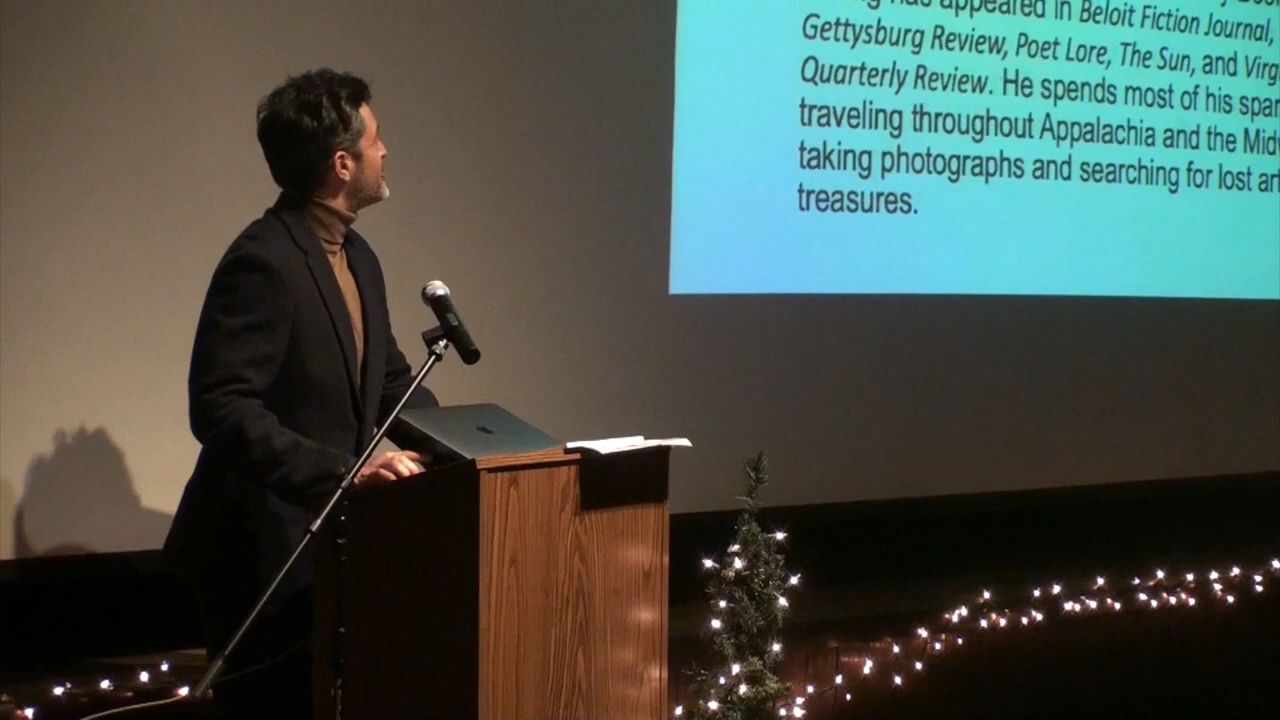 has appeared in Beloit Fiction Journal,
Gettysburg Review, Poet Lore, The Sun, and
Quarterly Review. He spends most of his
traveling throughout Appalachia and the
taking photographs and searching for lost
treasures.